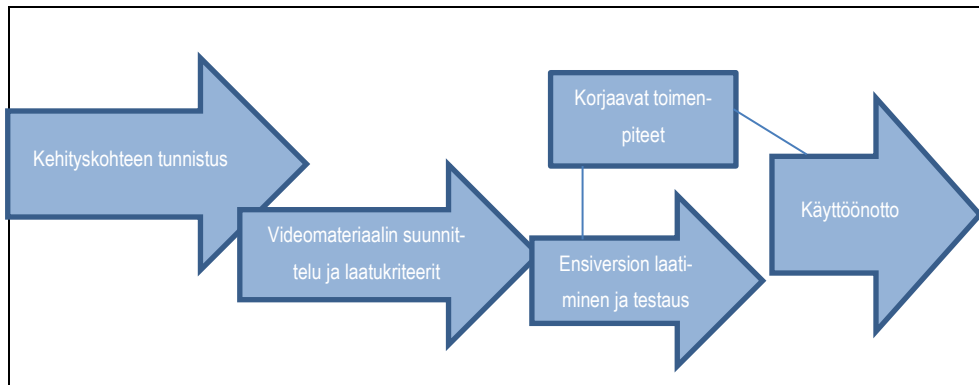 Kehityskohteen tunnistus
Videomateriaalin suunnit-
telu ja laatukriteerit
Korjaavat toimen-
piteet
Ensiversion laati-
minen ja testaus
Käyttöönotto